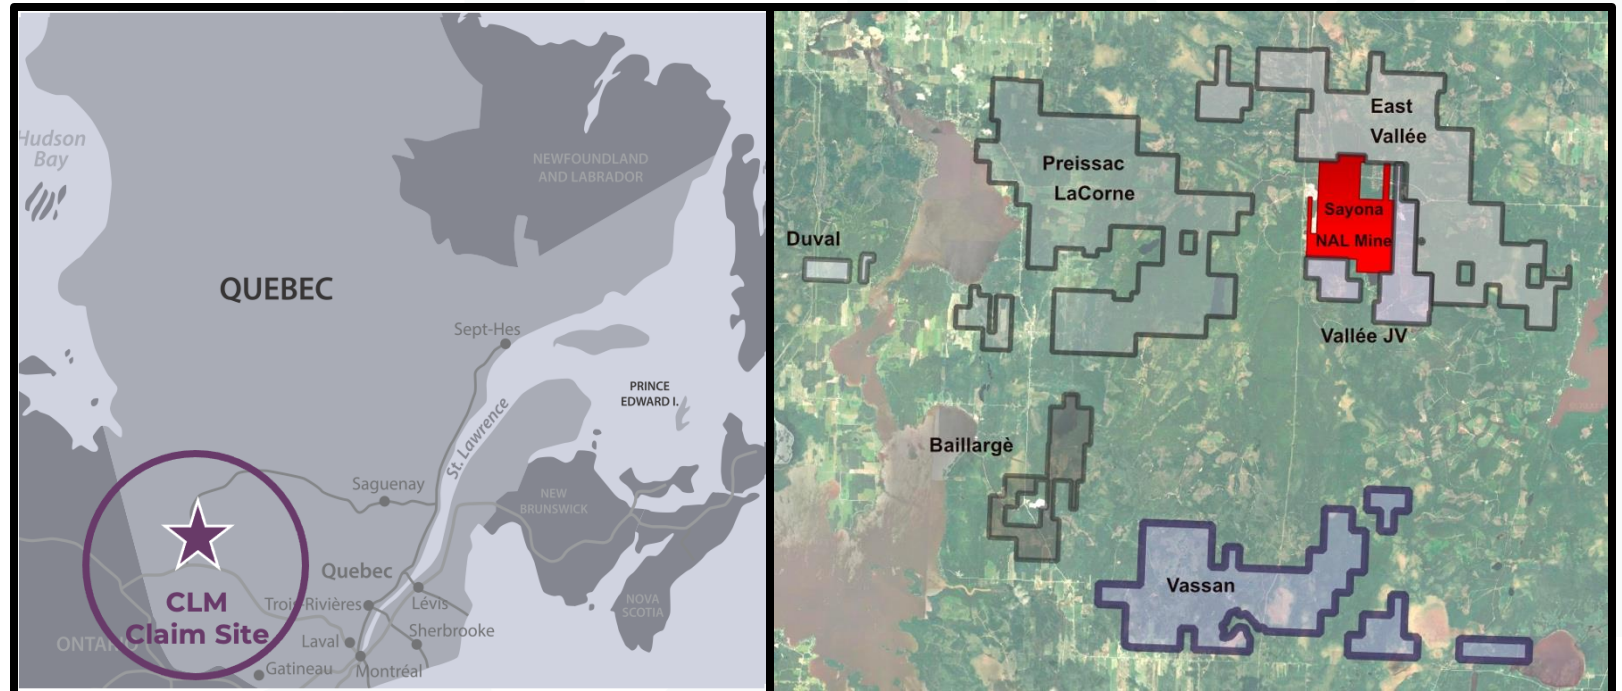 Hudson
Bay
NEWFOUNDLAND
AND LABRADOR
QUEBEC
Sept-Hes
PRINCE
EDWARD I.
St. Lawrence
Saguenay
NEW
BRUNSWICK
Quebec
Trois-Rivières
Lévis
NOVA
SCOTIA
CLM
Claim Site
ONTARIO
Laval
Sherbrooke
Gatineau
Montréal
East
Vallée
Preissac
LaCorne
Sayona
NAL Mine
Duval
Vallée JV
Baillargè
Vassan